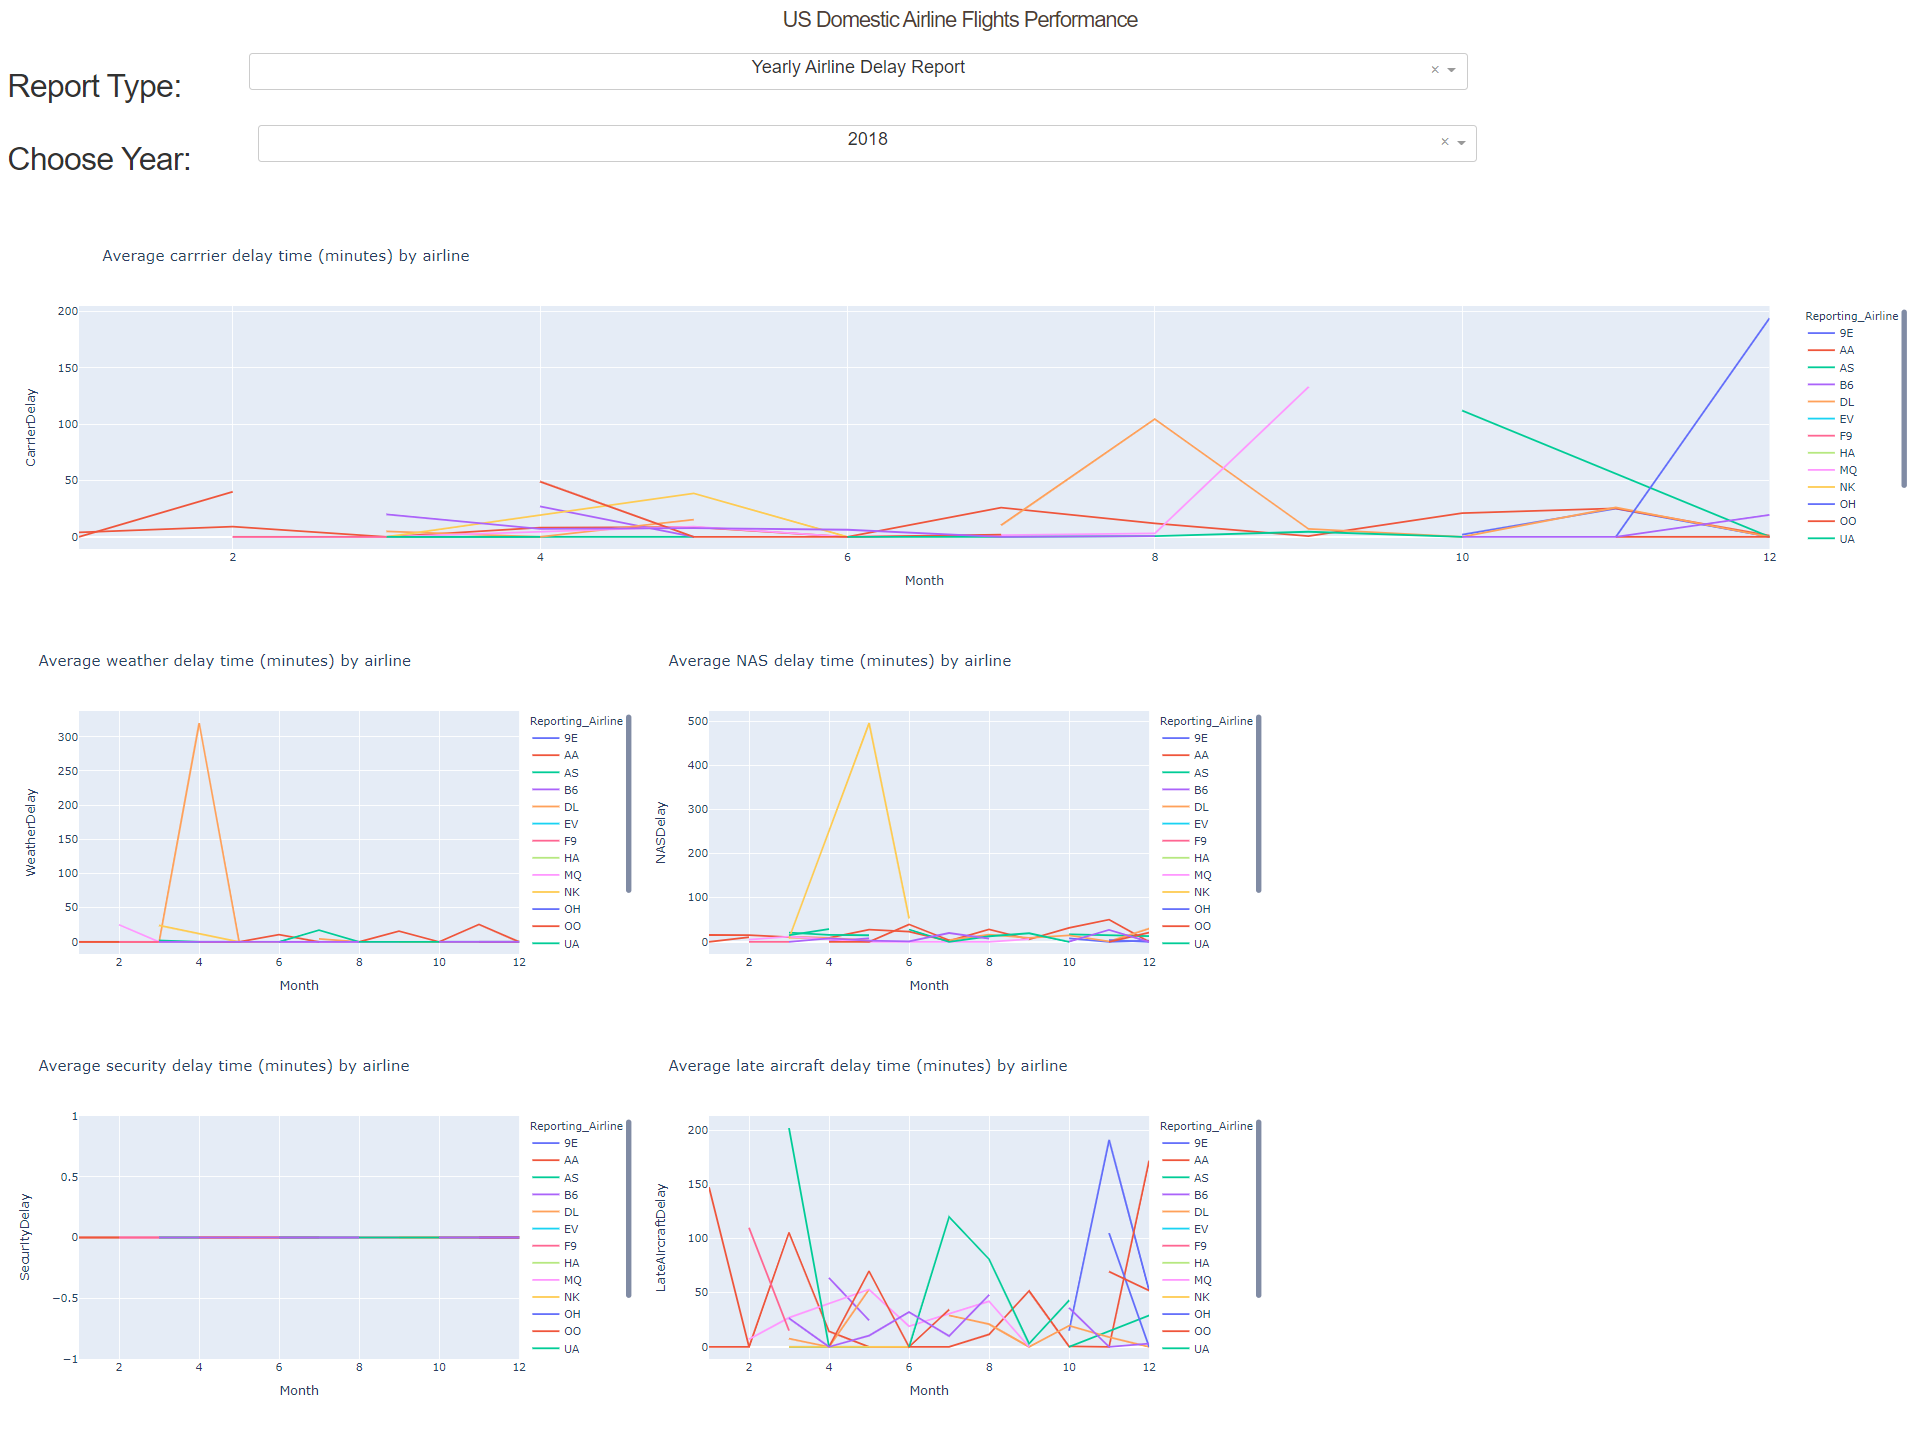 US Domestic Airline Flights Performance
Report Type:
Yearly Airline Delay Report
×
Choose Year:
2018
×
Average carrrier delay time (minutes) by airline
CarrierDelay
200
150
100
50
0
2 4 6 8 10 12
Month
Reporting_Airline
9E
AA
AS
B6
DL
EV
F9
HA
MQ
NK
OH
OO
UA
Average weather delay time (minutes) by airline
WeatherDelay
300
250
200
150
100
50
0
2 4 6 8 10 12
Month
Reporting_Airline
9E
AA
AS
B6
DL
EV
F9
HA
MQ
NK
OH
OO
UA
Average NAS delay time (minutes) by airline
NASDelay
500
400
300
200
100
0
2 4 6 8 10 12
Month
Reporting_Airline
9E
AA
AS
B6
DL
EV
F9
HA
MQ
NK
OH
OO
UA
Average security delay time (minutes) by airline
SecurityDelay
1
0.5
0
−0.5
−1
2 4 6 8 10 12
Month
Reporting_Airline
9E
AA
AS
B6
DL
EV
F9
HA
MQ
NK
OH
OO
UA
Average late aircraft delay time (minutes) by airline
LateAircraftDelay
200
150
100
50
0
2 4 6 8 10 12
Month
Reporting_Airline
9E
AA
AS
B6
DL
EV
F9
HA
MQ
NK
OH
OO
UA